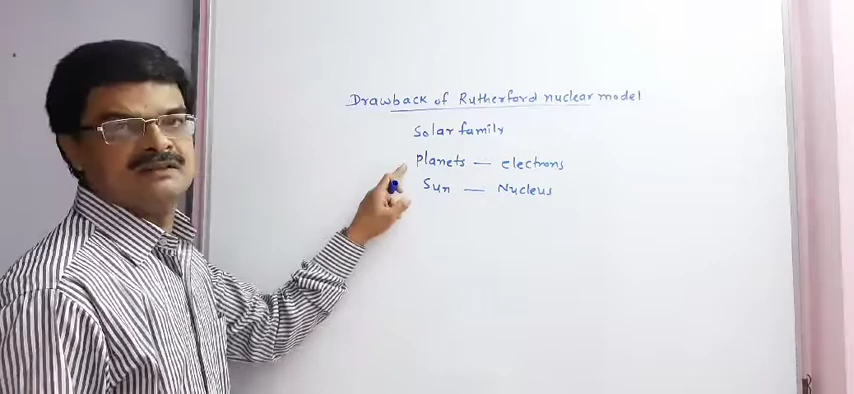 Drawback of Rutherford nuclear model
Solar family
Planets — electrons
Sun — Nucleus